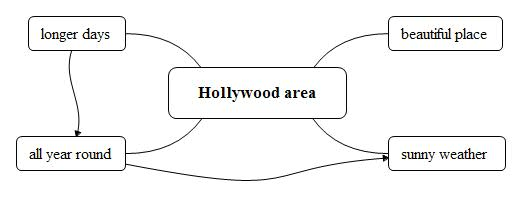 longer days
beautiful place
Hollywood area
all year round
sunny weather